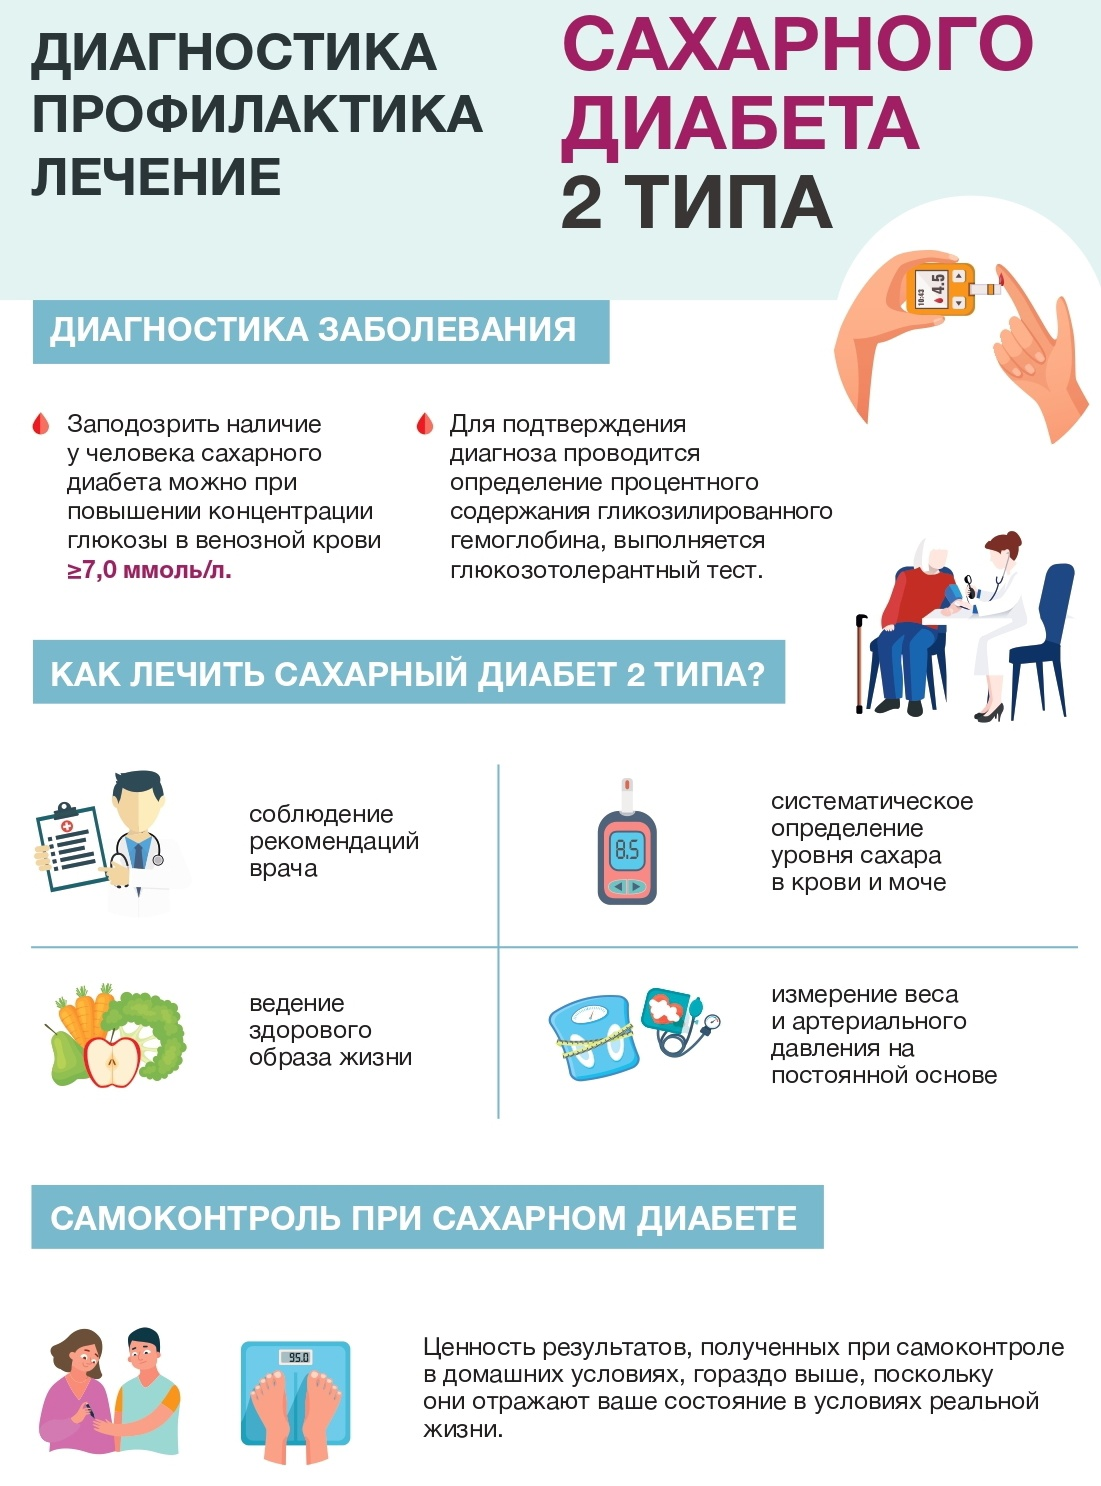 ДИАГНОСТИКА
ПРОФИЛАКТИКА
ЛЕЧЕНИЕ
САХАРНОГО
ДИАБЕТА
2 ТИПА
10:43
4.5
ДИАГНОСТИКА ЗАБОЛЕВАНИЯ
Заподозрить наличие
у человека сахарного
диабета можно при
повышении концентрации
глюкозы в венозной крови
≥7,0 ммоль/л.
Для подтверждения
диагноза проводится
определение процентного
содержания гликозилированного
гемоглобина, выполняется
глюкозотолерантный тест.
КАК ЛЕЧИТЬ САХАРНЫЙ ДИАБЕТ 2 ТИПА?
соблюдение
рекомендаций
врача
8.5
систематическое
определение
уровня сахара
в крови и моче
ведение
здорового
образа жизни
измерение веса
и артериального
давления на
постоянной основе
САМОКОНТРОЛЬ ПРИ САХАРНОМ ДИАБЕТЕ
95.0
Ценность результатов, полученных при самоконтроле
в домашних условиях, гораздо выше, поскольку
они отражают ваше состояние в условиях реальной
жизни.